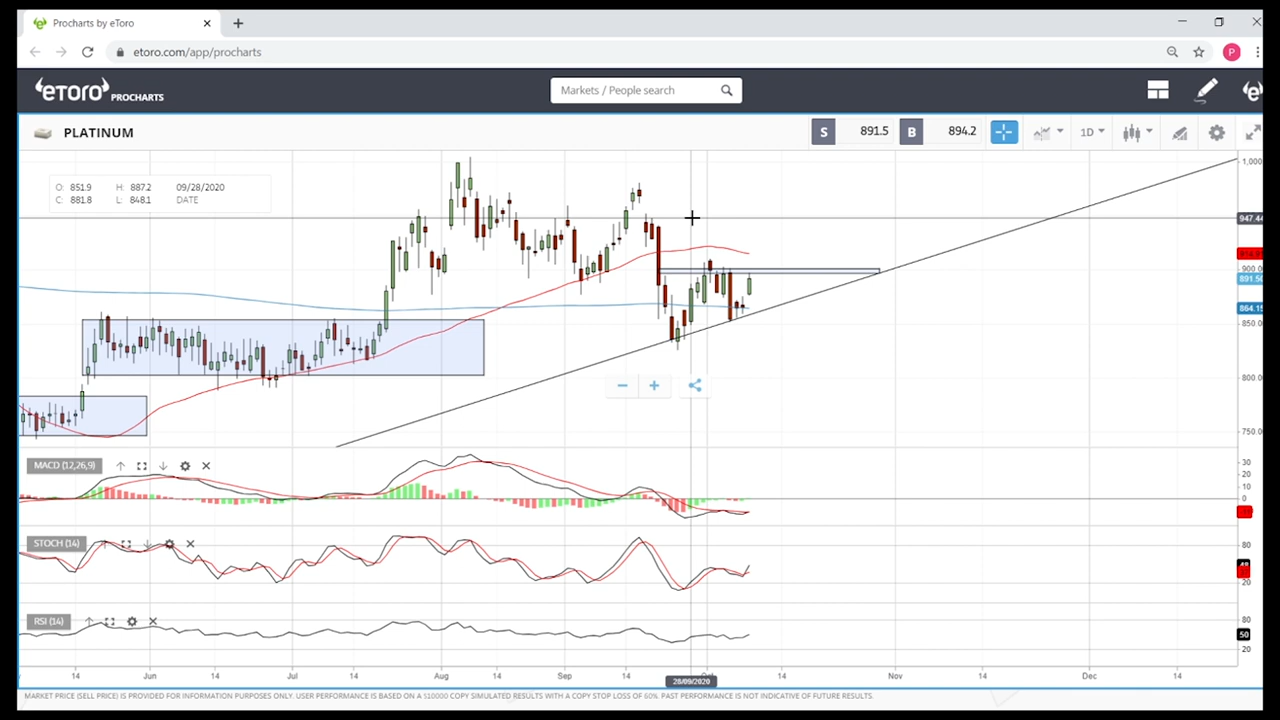 Procharts by eToro
etoro.com/app/procharts
P
eTORO PROCHARTS
Markets / People search
PLATINUM
S 891.5 B 894.2
1D
O: 851.9 H: 887.2 09/28/2020
C: 881.8 L: 848.1 DATE
1,000
947.44
900.
891.50
864.15
850.
800.
750.
MACD (12,26,9)
30
20
10
0
STOCH (14)
80
20
RSI (14)
80
50
20
14 Jun 14 Jul 14 Aug 14 Sep 14 Oct 14 Nov 14 Dec 14
28/09/2020
MARKET PRICE (SELL PRICE) IS PROVIDED FOR INFORMATION PURPOSES ONLY. USER PERFORMANCE IS BASED ON A $10000 COPY SIMULATED RESULTS WITH A COPY STOP LOSS OF 60%. PAST PERFORMANCE IS NOT INDICATIVE OF FUTURE RESULTS.